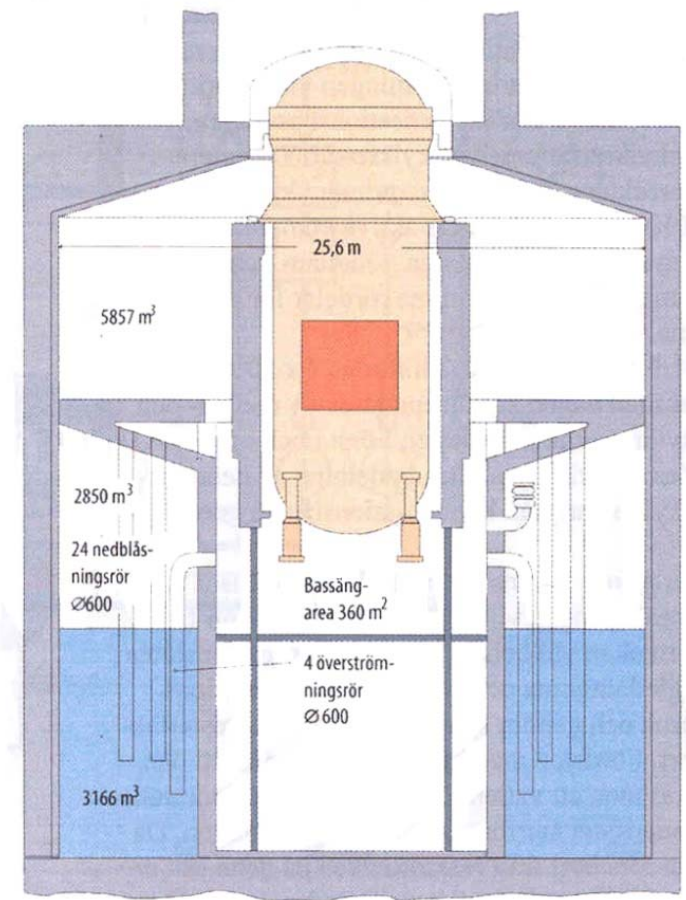 25,6 m
5857 m³
2850 m³
24 nedblås-
ningsrör
Ø600
Bassäng-
area 360 m²
4 överström-
ningsrör
Ø 600
3166 m³